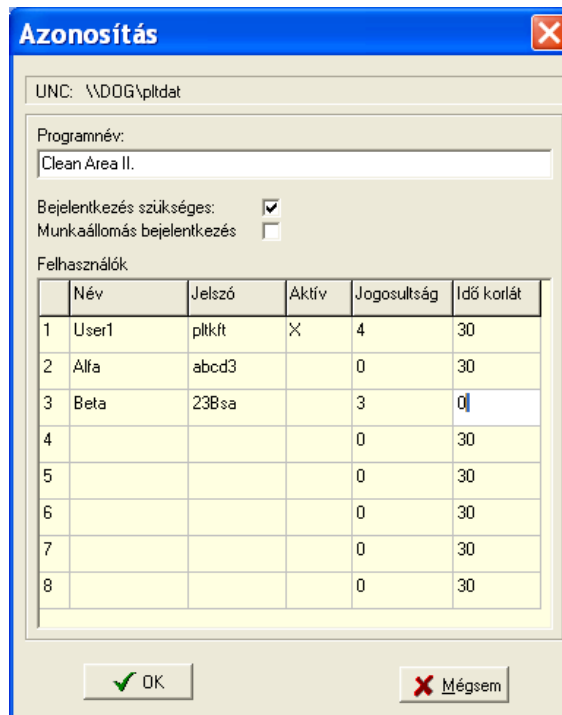 Azonosítás
UNC: \\DOG\pltdat
Programnév:
Clean Area II.
Bejelentkezés szükséges:
Munkaállomás bejelentkezés
Felhasználók
Név Jelszó Aktív Jogosultság Idő korlát
1 User1 pltkft X 4 30
2 Alfa abcd3 0 30
3 Beta 23Bsa 3 0
4 0 30
5 0 30
6 0 30
7 0 30
8 0 30
OK Mégsem